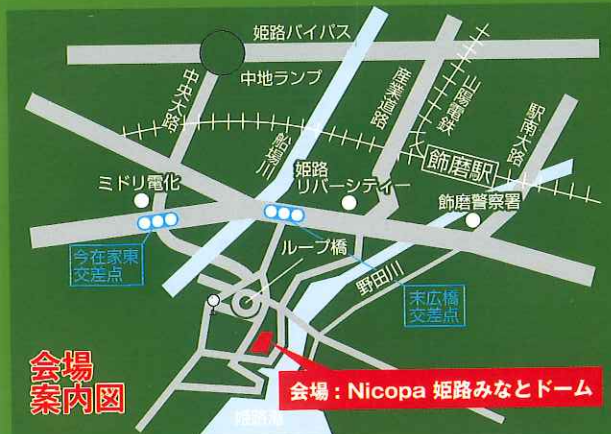 姫路バイパス
中地ランプ
中央大路
船場川
産業道路
山陽電鉄
駅南大路
飾磨駅
ミドリ電化
姫路
リバーシティー
飾磨警察署
今在家東
交差点
ループ橋
野田川
末広橋
交差点
会場
案内図
会場：Nicopa 姫路みなとドーム
姫路港